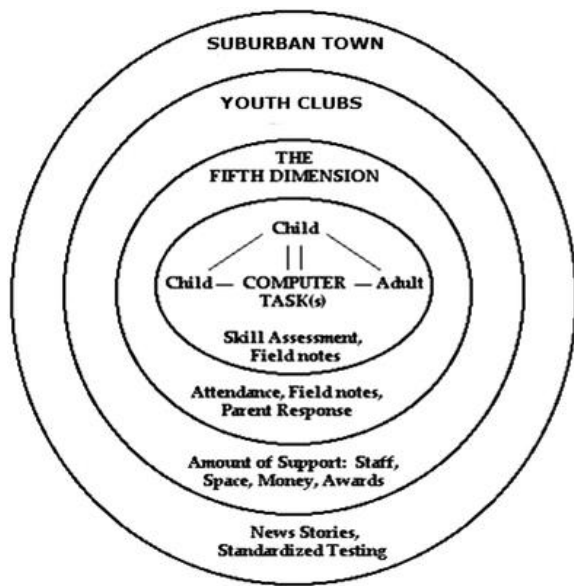 SUBURBAN TOWN
YOUTH CLUBS
THE
FIFTH DIMENSION
Child
Child — COMPUTER — Adult
TASK(s)
Skill Assessment,
Field notes
Attendance, Field notes,
Parent Response
Amount of Support: Staff,
Space, Money, Awards
News Stories,
Standardized Testing